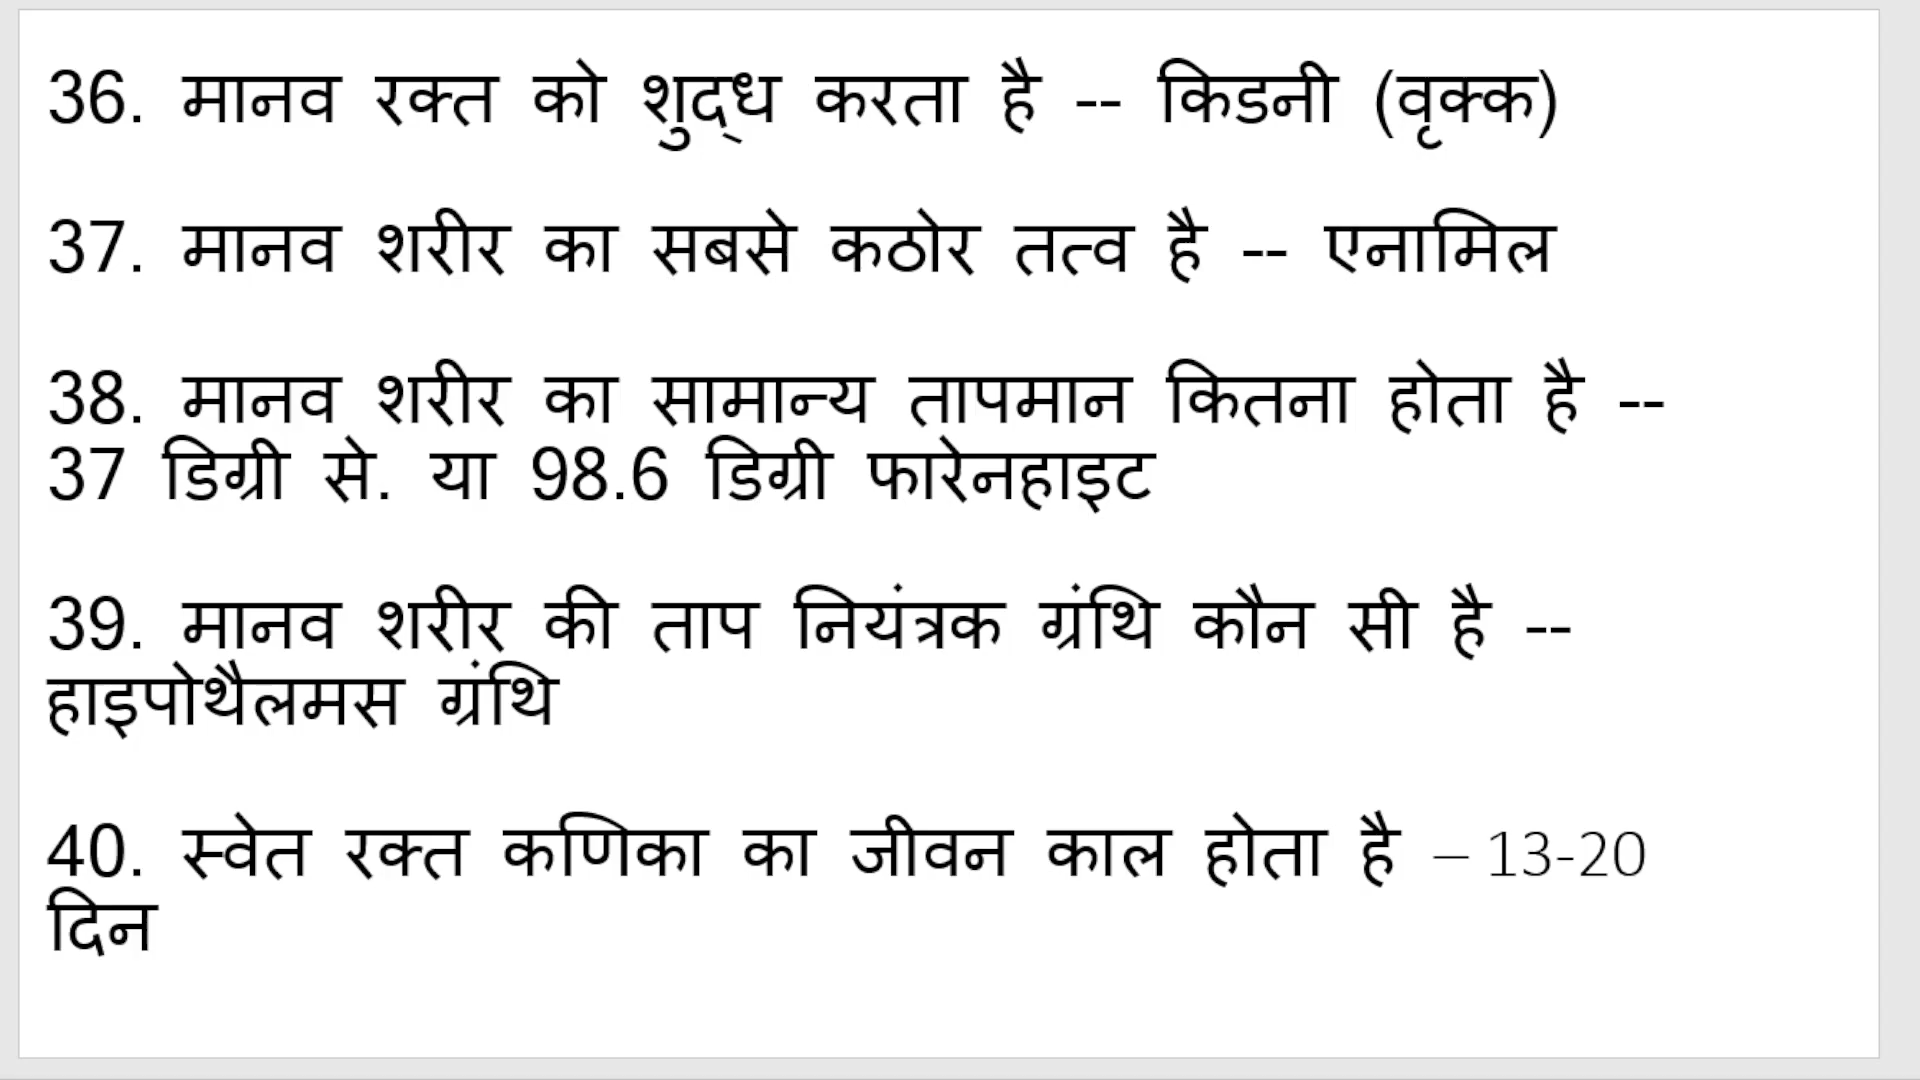 36. मानव रक्त को शुद्ध करता है -- किडनी (वृक्क)
37. मानव शरीर का सबसे कठोर तत्व है -- एनामिल
38. मानव शरीर का सामान्य तापमान कितना होता है --
37 डिग्री से. या 98.6 डिग्री फारेनहाइट
39. मानव शरीर की ताप नियंत्रक ग्रंथि कौन सी है --
हाइपोथैलमस ग्रंथि
40. स्वेत रक्त कणिका का जीवन काल होता है – 13-20
दिन